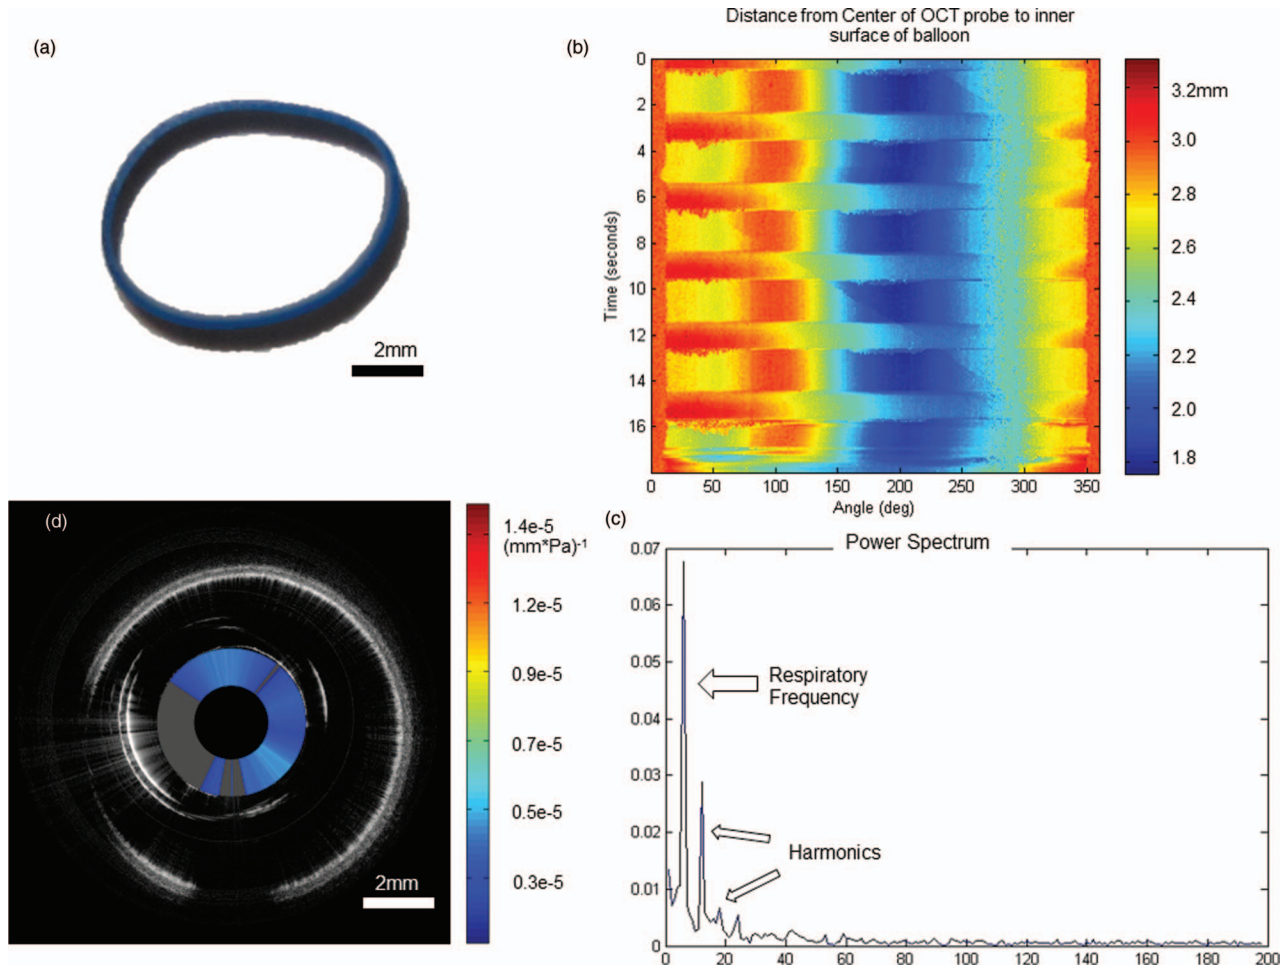 (a)
2mm
(b)
Distance from Center of OCT probe to inner
surface of balloon
0
2
4
6
8
10
12
14
16
Time (seconds)
0
50
100
150
200
250
300
350
Angle (deg)
3.2mm
3.0
2.8
2.6
2.4
2.2
2.0
1.8
(d)
2mm
1.4e-5
(mm*Pa)-1
1.2e-5
0.9e-5
0.7e-5
0.5e-5
0.3e-5
(c)
Power Spectrum
0.07
0.06
0.05
0.04
0.03
0.02
0.01
0
Respiratory
Frequency
Harmonics
0
20
40
60
80
100
120
140
160
180
200